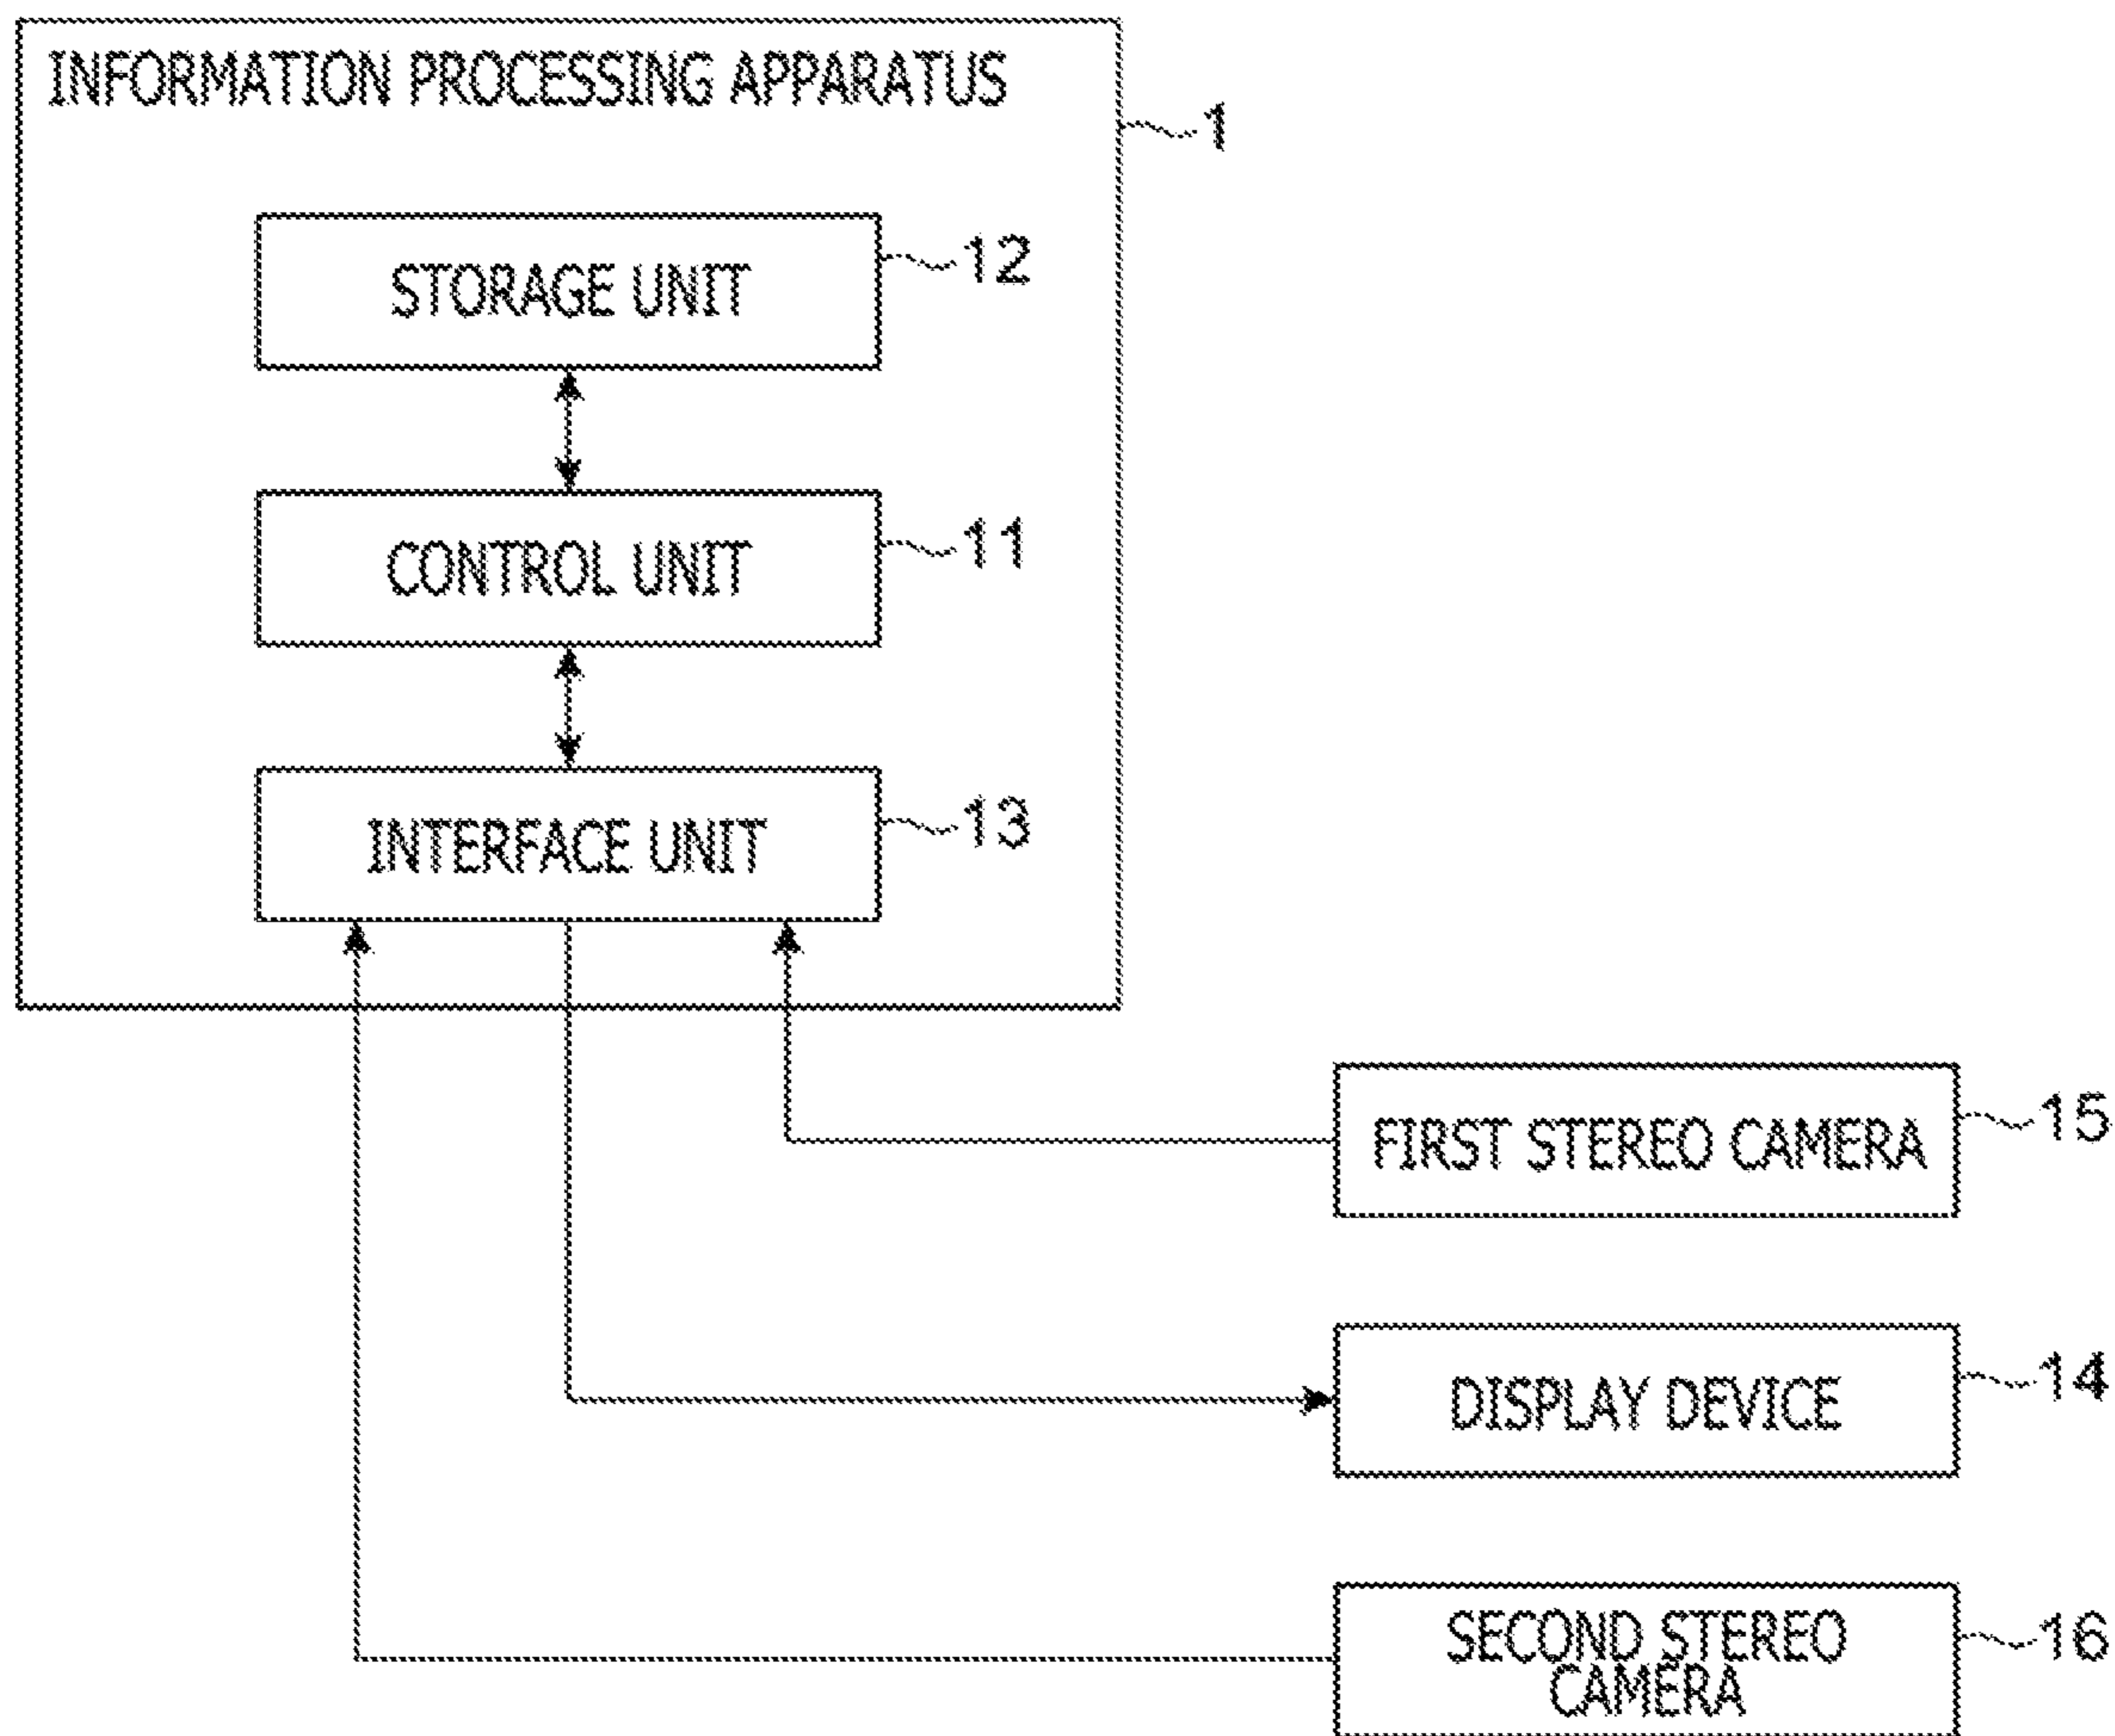 INFORMATION PROCESSING APPARATUS
1
STORAGE UNIT
12
CONTROL UNIT
11
INTERFACE UNIT
13
FIRST STEREO CAMERA
15
DISPLAY DEVICE
14
SECOND STEREO
CAMERA
16